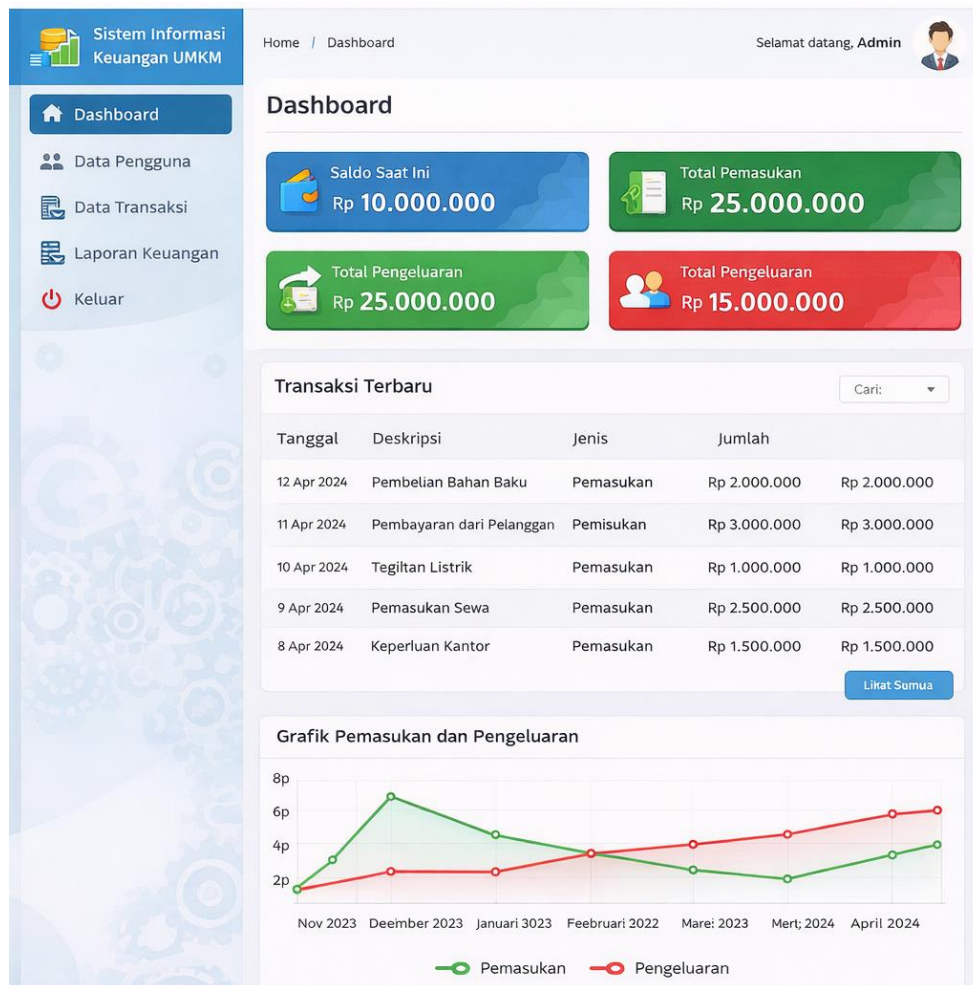 Sistem Informasi
Keuangan UMKM
Home / Dashboard
Selamat datang, Admin
Dashboard
Data Pengguna
Data Transaksi
Laporan Keuangan
Keluar
Dashboard
Saldo Saat Ini
Rp 10.000.000
Total Pemasukan
Rp 25.000.000
Total Pengeluaran
Rp 25.000.000
Total Pengeluaran
Rp 15.000.000
Transaksi Terbaru
Cari:
Tanggal Deskripsi Jenis Jumlah
12 Apr 2024 Pembelian Bahan Baku Pemasukan Rp 2.000.000 Rp 2.000.000
11 Apr 2024 Pembayaran dari Pelanggan Pemisukan Rp 3.000.000 Rp 3.000.000
10 Apr 2024 Tegiltan Listrik Pemasukan Rp 1.000.000 Rp 1.000.000
9 Apr 2024 Pemasukan Sewa Pemasukan Rp 2.500.000 Rp 2.500.000
8 Apr 2024 Keperluan Kantor Pemasukan Rp 1.500.000 Rp 1.500.000
Likat Sumua
Grafik Pemasukan dan Pengeluaran
8p
6p
4p
2p
Nov 2023 Deeimber 2023 Januari 3023 Feebruari 2022 Mare: 2023 Mert; 2024 April 2024
Pemasukan Pengeluaran